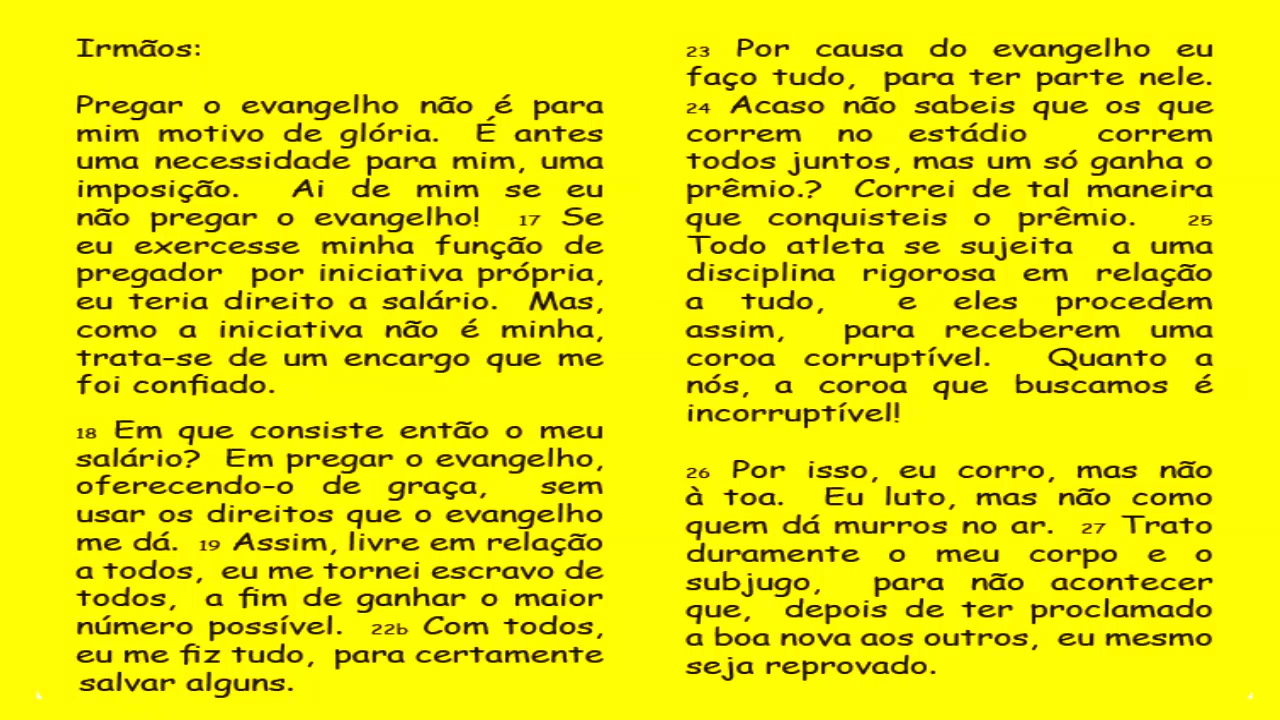 Irmãos:
Pregar o evangelho não é para
mim motivo de glória. É antes
uma necessidade para mim, uma
imposição. Ai de mim se eu
não pregar o evangelho! 17 Se
eu exercesse minha função de
pregador por iniciativa própria,
eu teria direito a salário. Mas,
como a iniciativa não é minha,
trata-se de um encargo que me
foi confiado.
18 Em que consiste então o meu
salário? Em pregar o evangelho,
oferecendo-o de graça, sem
usar os direitos que o evangelho
me dá. 19 Assim, livre em relação
a todos, eu me tornei escravo de
todos, a fim de ganhar o maior
número possível. 22b Com todos,
eu me fiz tudo, para certamente
salvar alguns.
23 Por causa do evangelho eu
faço tudo, para ter parte nele.
24 Acaso não sabeis que os que
correm no estádio correm
todos juntos, mas um só ganha o
prêmio.? Correi de tal maneira
que conquisteis o prêmio. 25
Todo atleta se sujeita a uma
disciplina rigorosa em relação
a tudo, e eles procedem
assim, para receberem uma
coroa corruptível. Quanto a
nós, a coroa que buscamos é
incorruptível!
26 Por isso, eu corro, mas não
à toa. Eu luto, mas não como
quem dá murros no ar. 27 Trato
duramente o meu corpo e o
subjugo, para não acontecer
que, depois de ter proclamado
a boa nova aos outros, eu mesmo
seja reprovado.